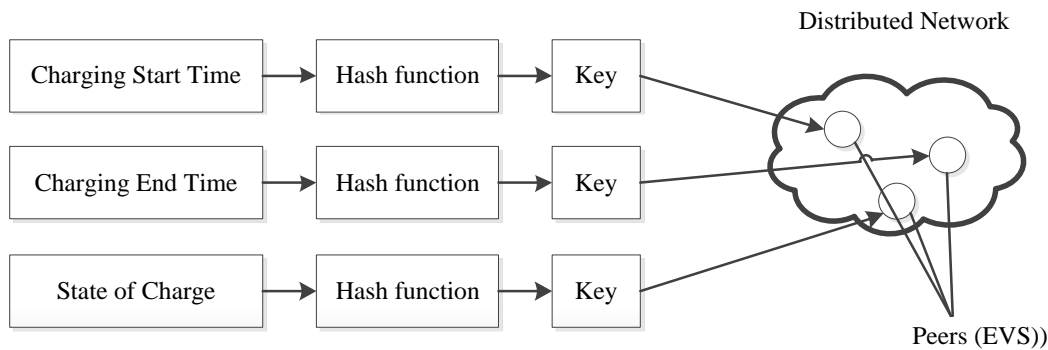 Distributed Network
Charging Start Time
Hash function
Key
Charging End Time
Hash function
Key
State of Charge
Hash function
Key
Peers (EVS))